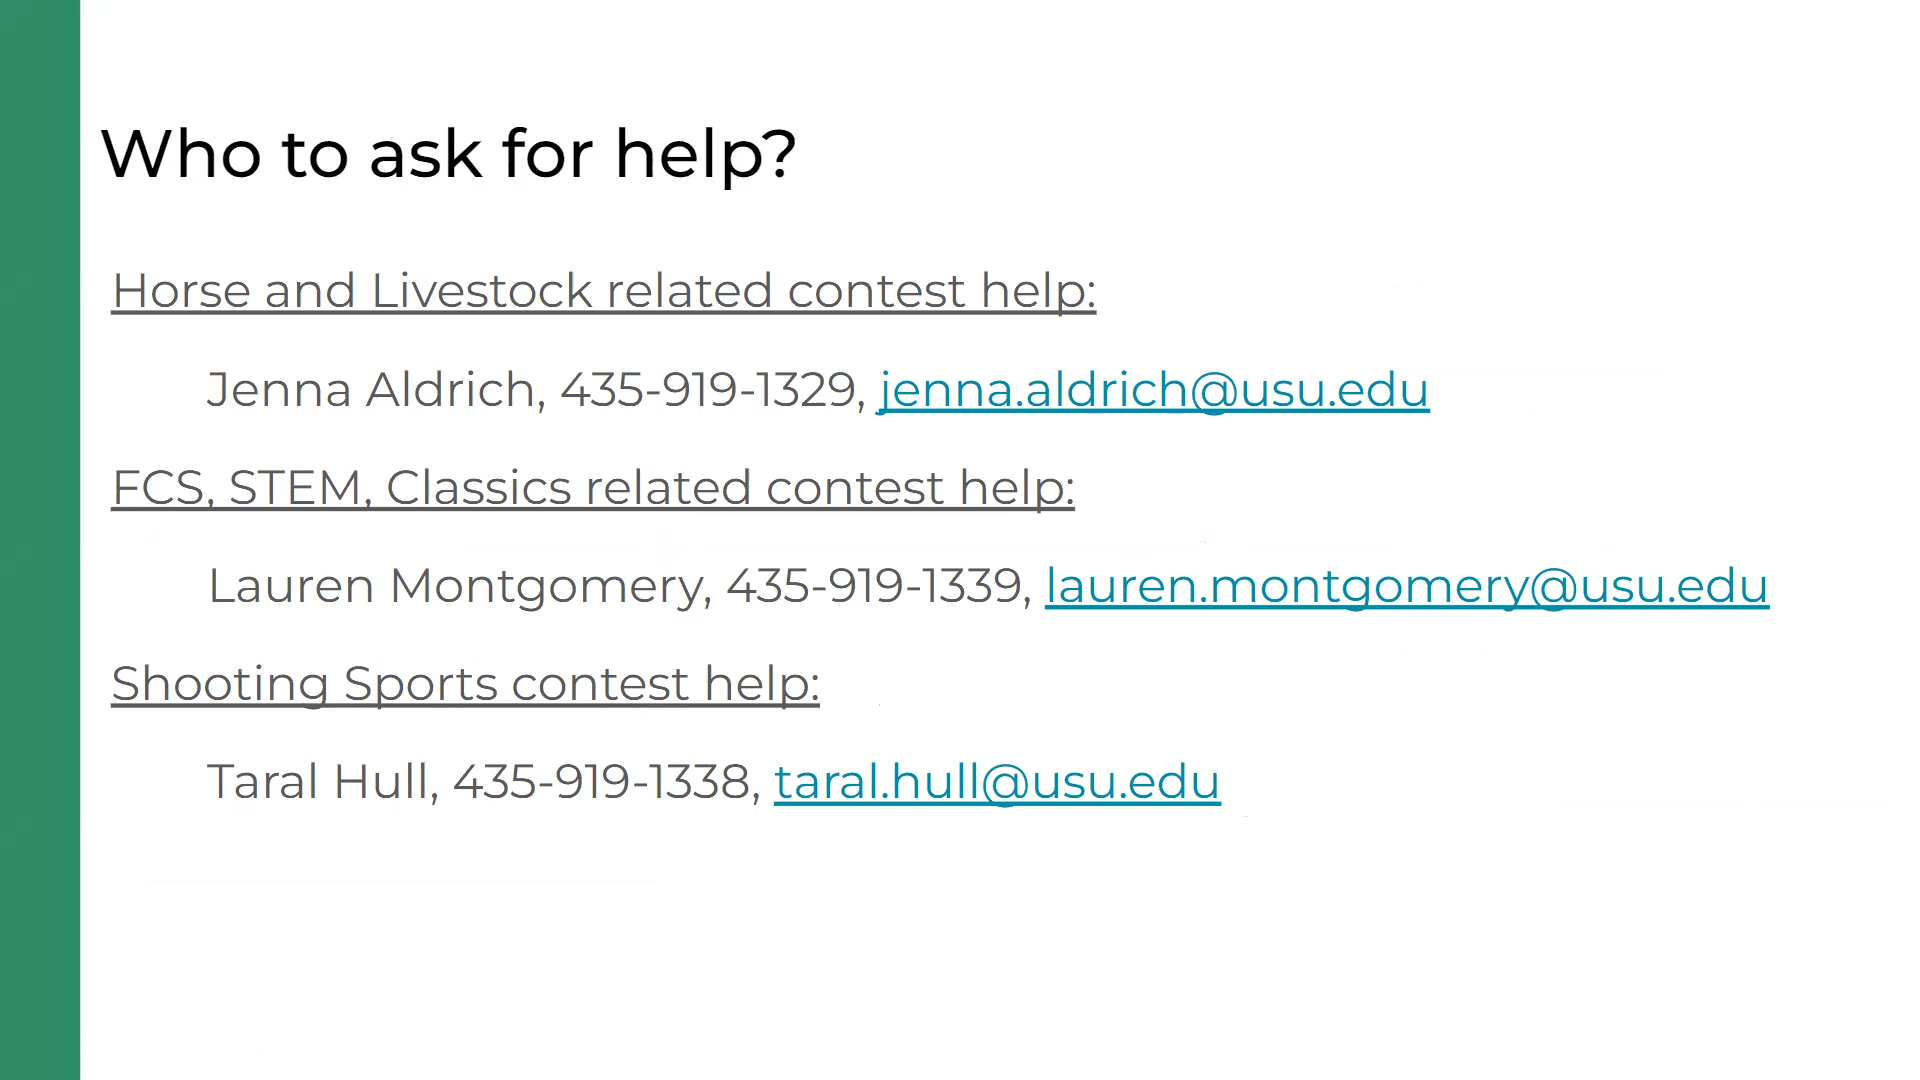 Who to ask for help?
Horse and Livestock related contest help:
Jenna Aldrich, 435-919-1329, jenna.aldrich@usu.edu
FCS, STEM, Classics related contest help:
Lauren Montgomery, 435-919-1339, lauren.montgomery@usu.edu
Shooting Sports contest help:
Taral Hull, 435-919-1338, taral.hull@usu.edu